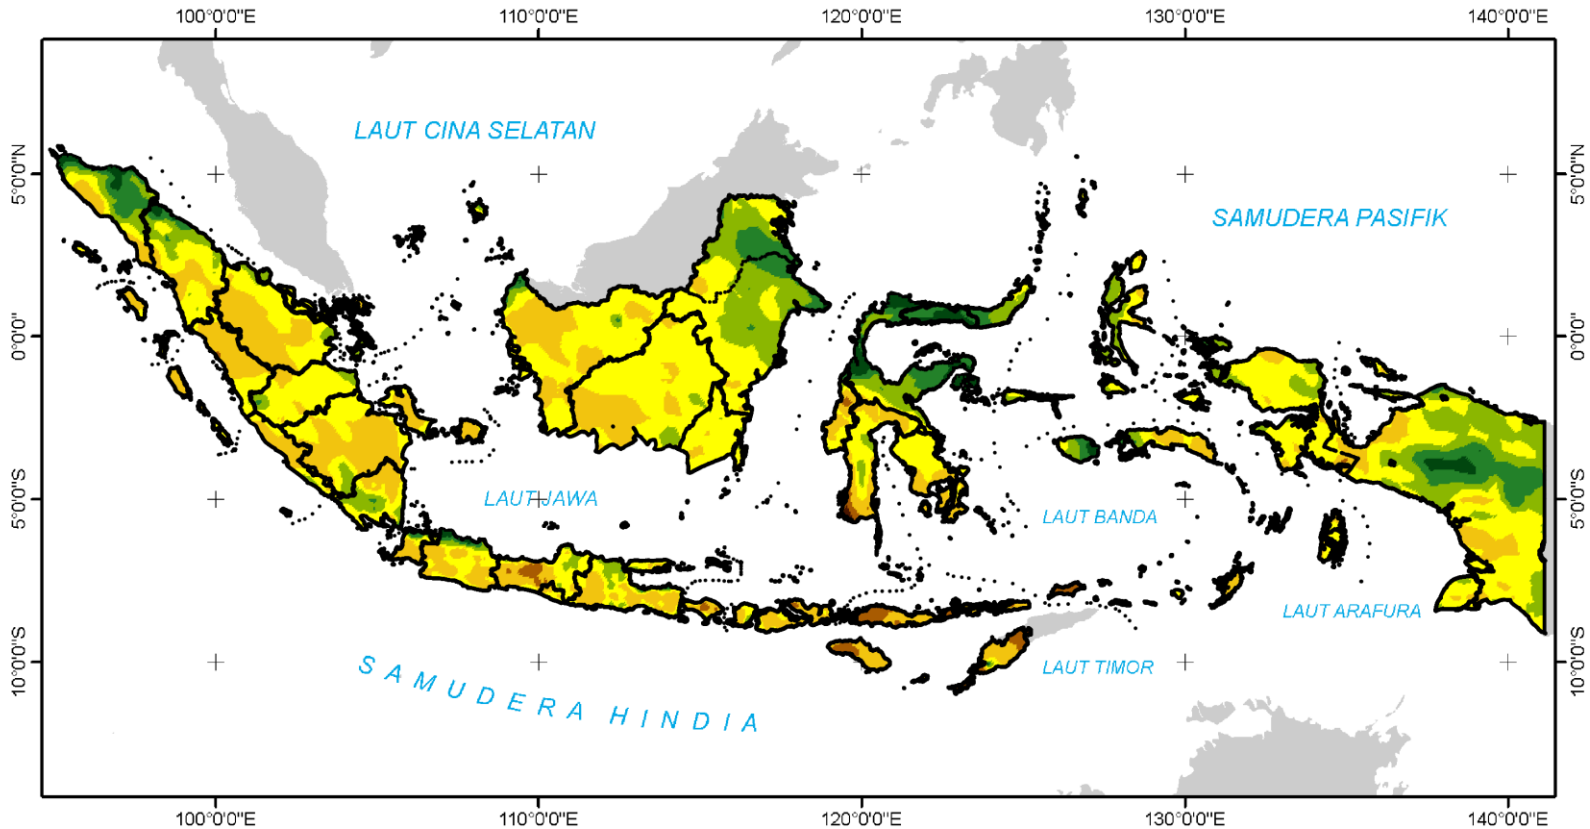 100°0'0"E 110°0'0"E 120°0'0"E 130°0'0"E 140°0'0"E
LAUT CINA SELATAN
5°0'0"N 5°0'0"N
SAMUDERA PASIFIK
0°0'0" 0°0'0"
LAUT JAWA
5°0'0"S 5°0'0"S
LAUT BANDA
LAUT ARAFURA
10°0'0"S 10°0'0"S
LAUT TIMOR
SAMUDERA HINDIA
100°0'0"E 110°0'0"E 120°0'0"E 130°0'0"E 140°0'0"E